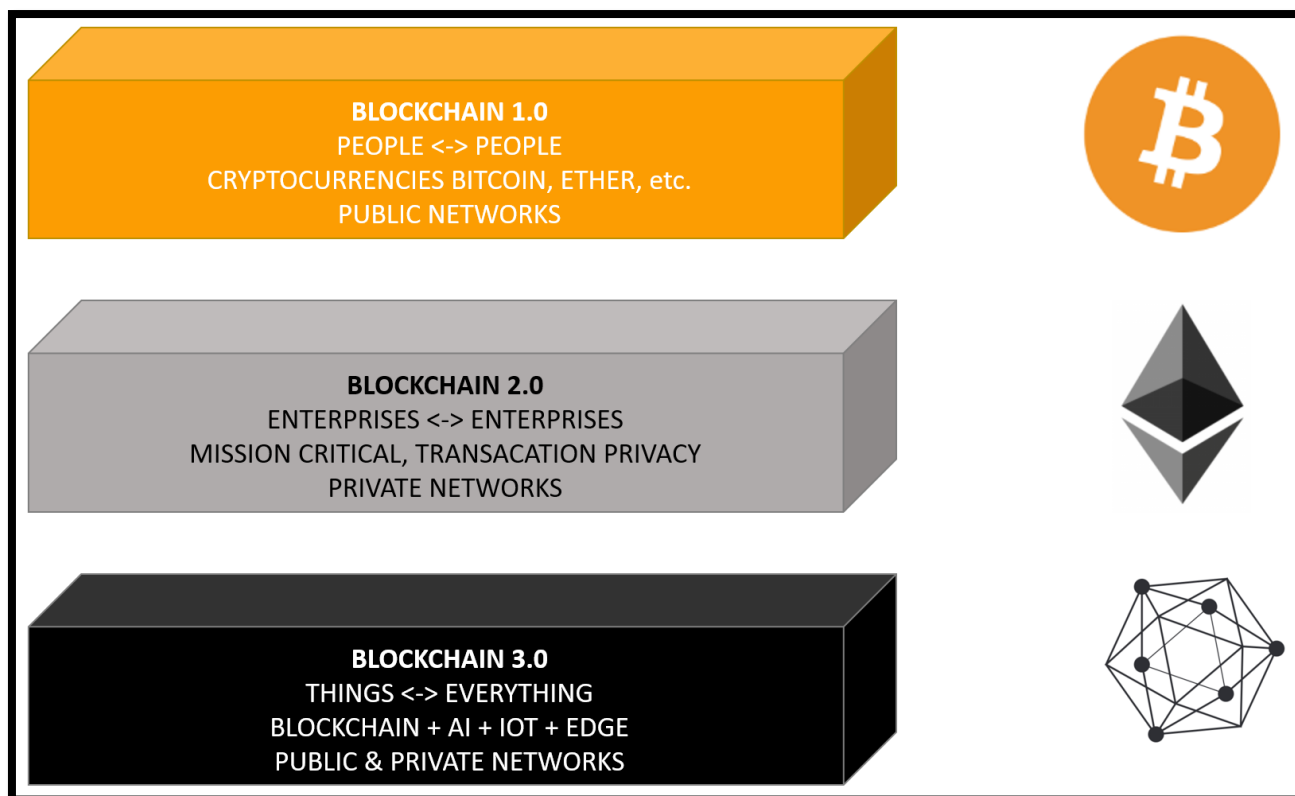 BLOCKCHAIN 1.0
PEOPLE <-> PEOPLE
CRYPTOCURRENCIES BITCOIN, ETHER, etc.
PUBLIC NETWORKS
BLOCKCHAIN 2.0
ENTERPRISES <-> ENTERPRISES
MISSION CRITICAL, TRANSACATION PRIVACY
PRIVATE NETWORKS
BLOCKCHAIN 3.0
THINGS <-> EVERYTHING
BLOCKCHAIN + AI + IOT + EDGE
PUBLIC & PRIVATE NETWORKS